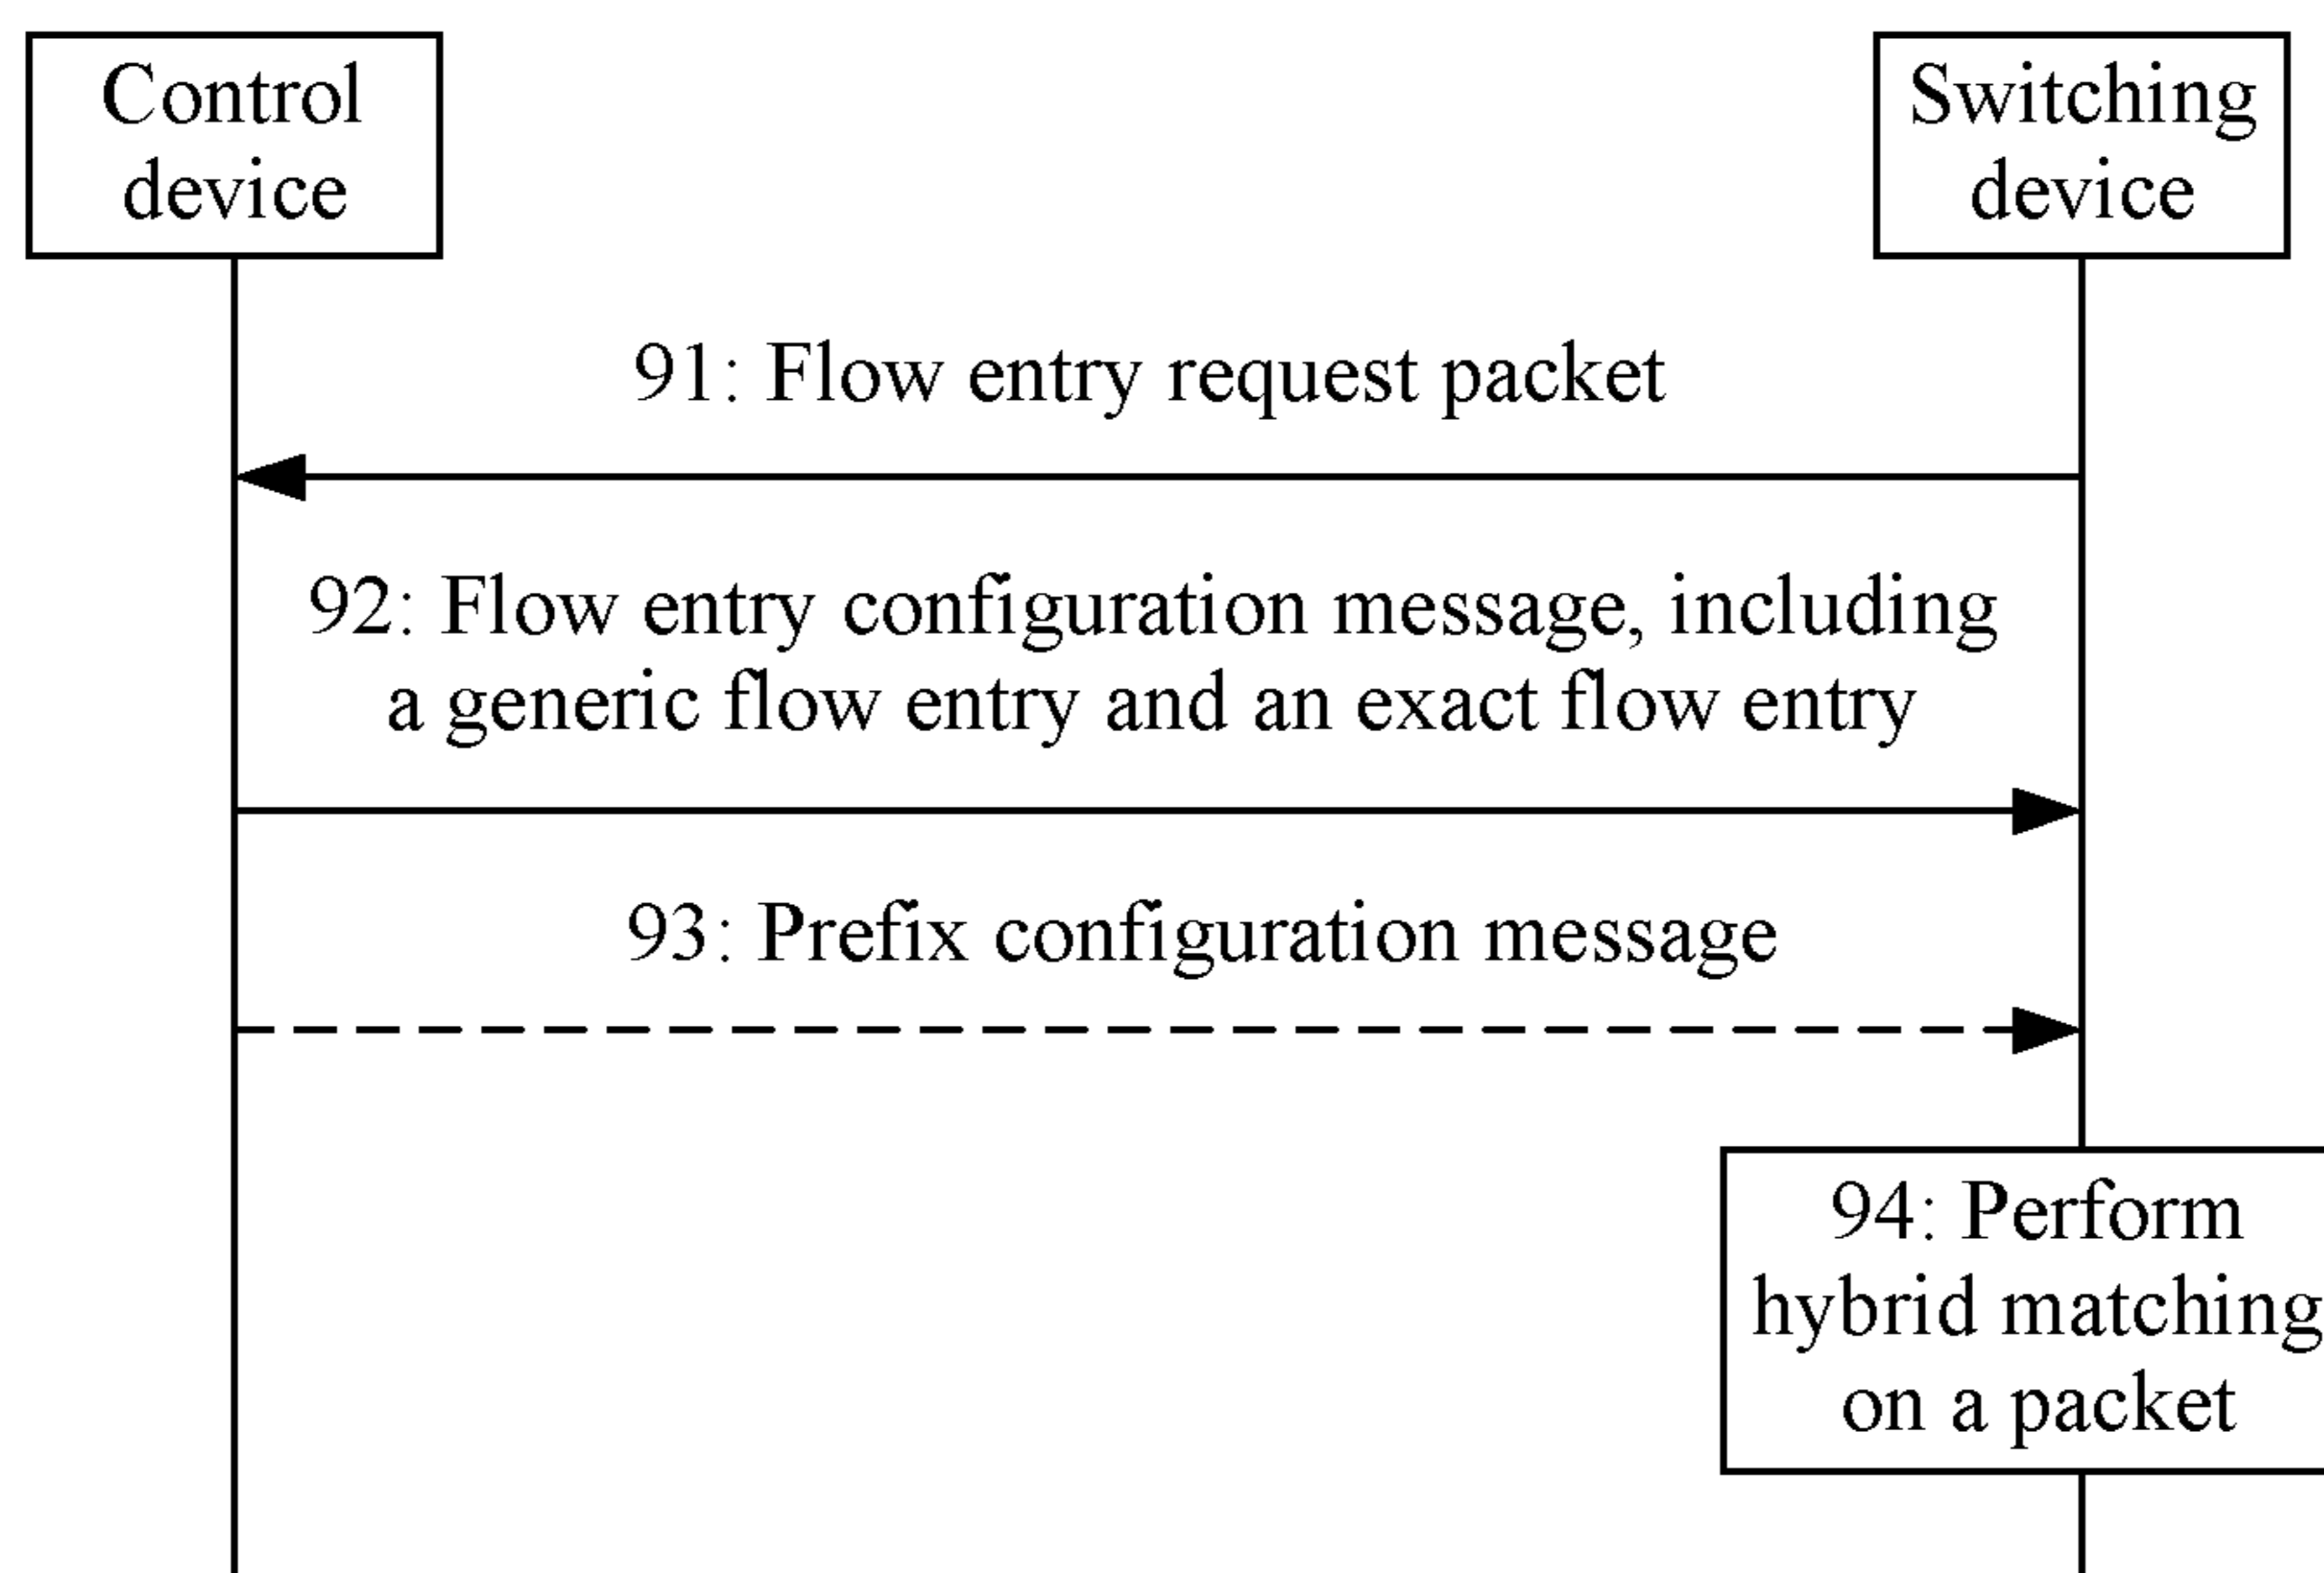 Control
device
Switching
device
91: Flow entry request packet
92: Flow entry configuration message, including
a generic flow entry and an exact flow entry
93: Prefix configuration message
94: Perform
hybrid matching
on a packet